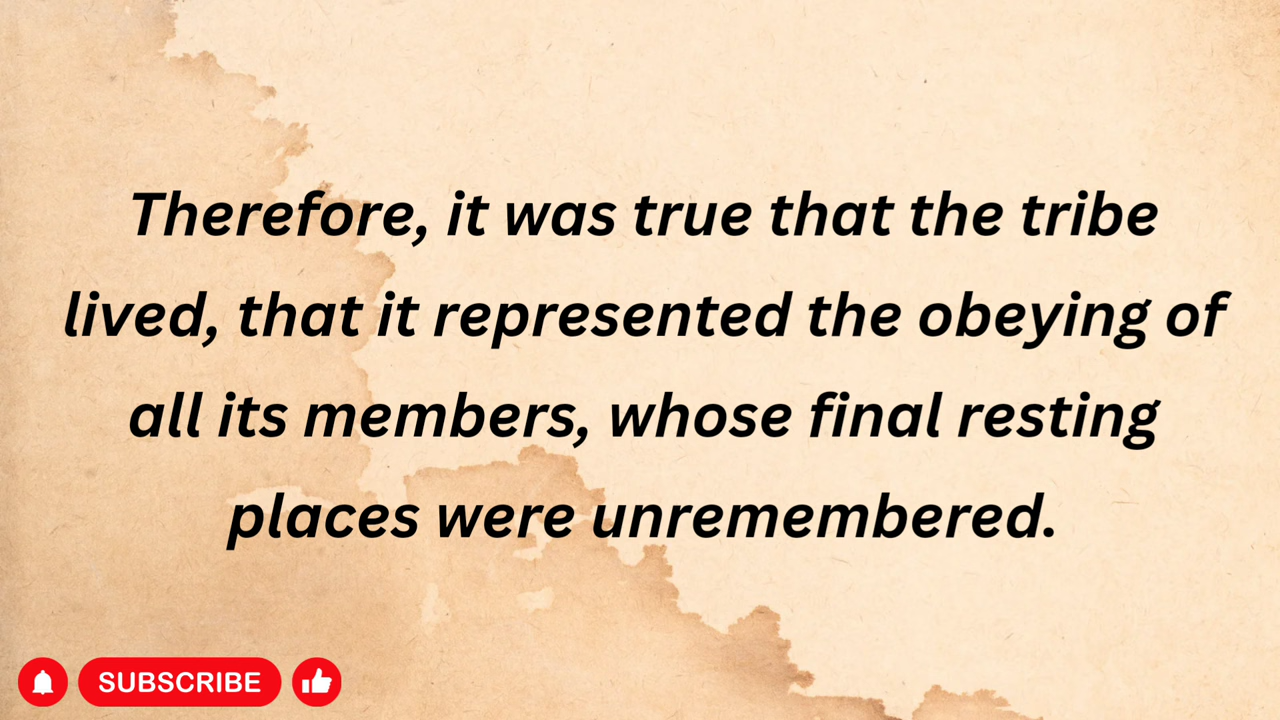 Therefore, it was true that the tribe
lived, that it represented the obeying of
all its members, whose final resting
places were unremembered.
SUBSCRIBE